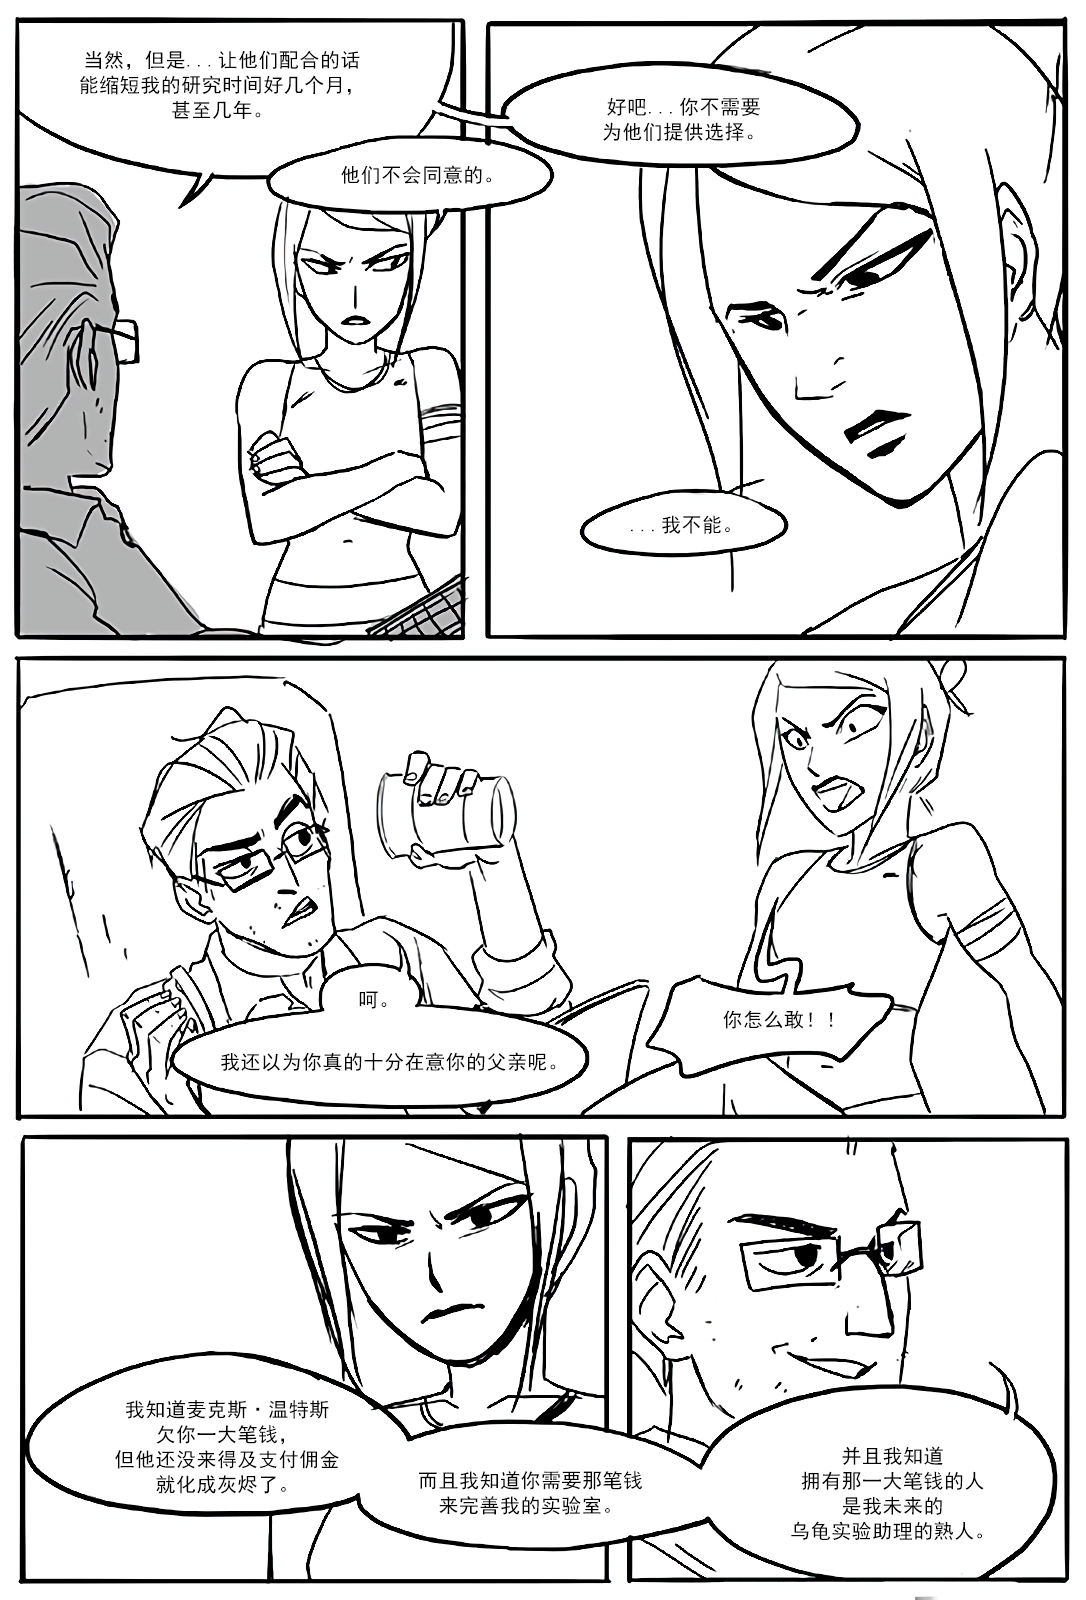 当然，但是...让他们配合的话
能缩短我的研究时间好几个月，
甚至几年。
他们不会同意的。
好吧...你不需要
为他们提供选择。
...我不能。
呵。
我还以为你真的十分在意你的父亲呢。
你怎么敢！！
我知道麦克斯·温特斯
欠你一大笔钱，
但他还没来得及支付佣金
就化成灰烬了。
而且我知道你需要那笔钱
来完善我的实验室。
并且我知道
拥有那一大笔钱的人
是我未来的
乌龟实验助理的熟人。